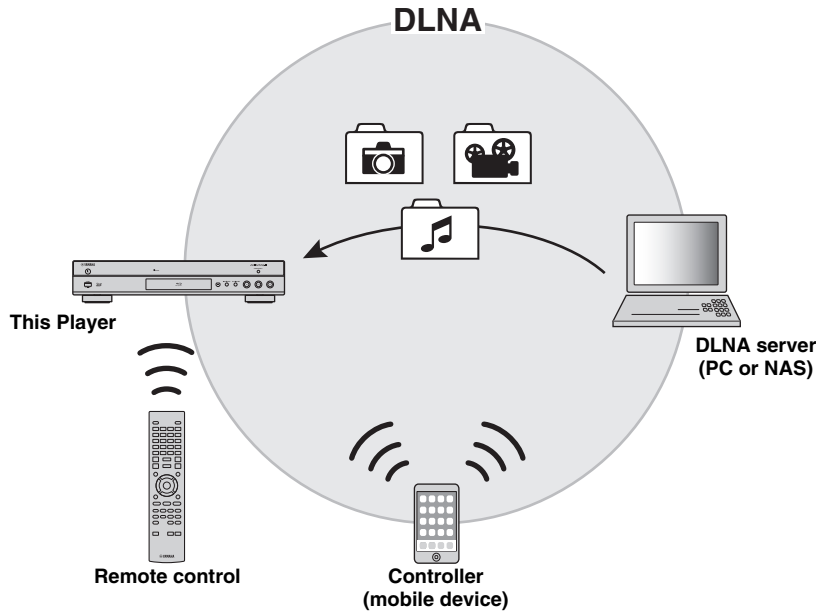 DLNA
This Player
DLNA server
(PC or NAS)
Remote control
Controller
(mobile device)